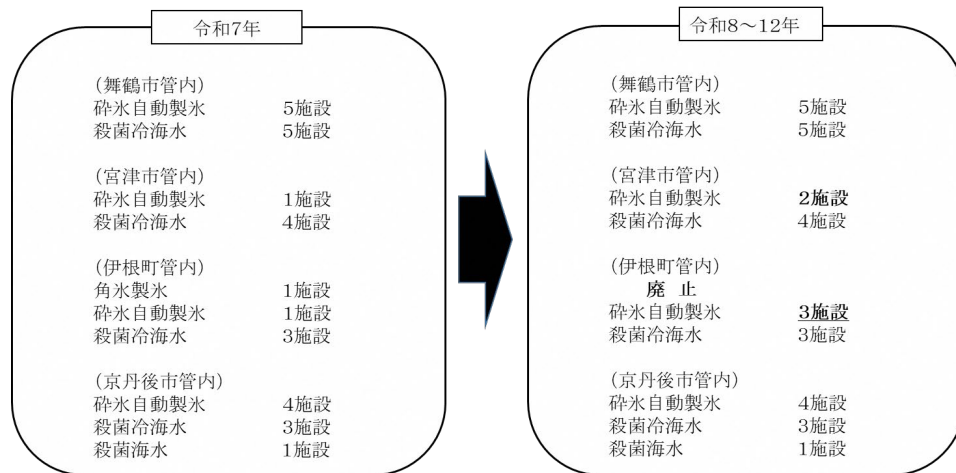 令和7年
(舞鶴市管内)
砕氷自動製氷 5施設
殺菌冷海水 5施設
(宮津市管内)
砕氷自動製氷 1施設
殺菌冷海水 4施設
(伊根町管内)
角氷製氷 1施設
砕氷自動製氷 1施設
殺菌冷海水 3施設
(京丹後市管内)
砕氷自動製氷 4施設
殺菌冷海水 3施設
殺菌海水 1施設
令和8～12年
(舞鶴市管内)
砕氷自動製氷 5施設
殺菌冷海水 5施設
(宮津市管内)
砕氷自動製氷 2施設
殺菌冷海水 4施設
(伊根町管内)
廃 止
砕氷自動製氷 3施設
殺菌冷海水 3施設
(京丹後市管内)
砕氷自動製氷 4施設
殺菌冷海水 3施設
殺菌海水 1施設